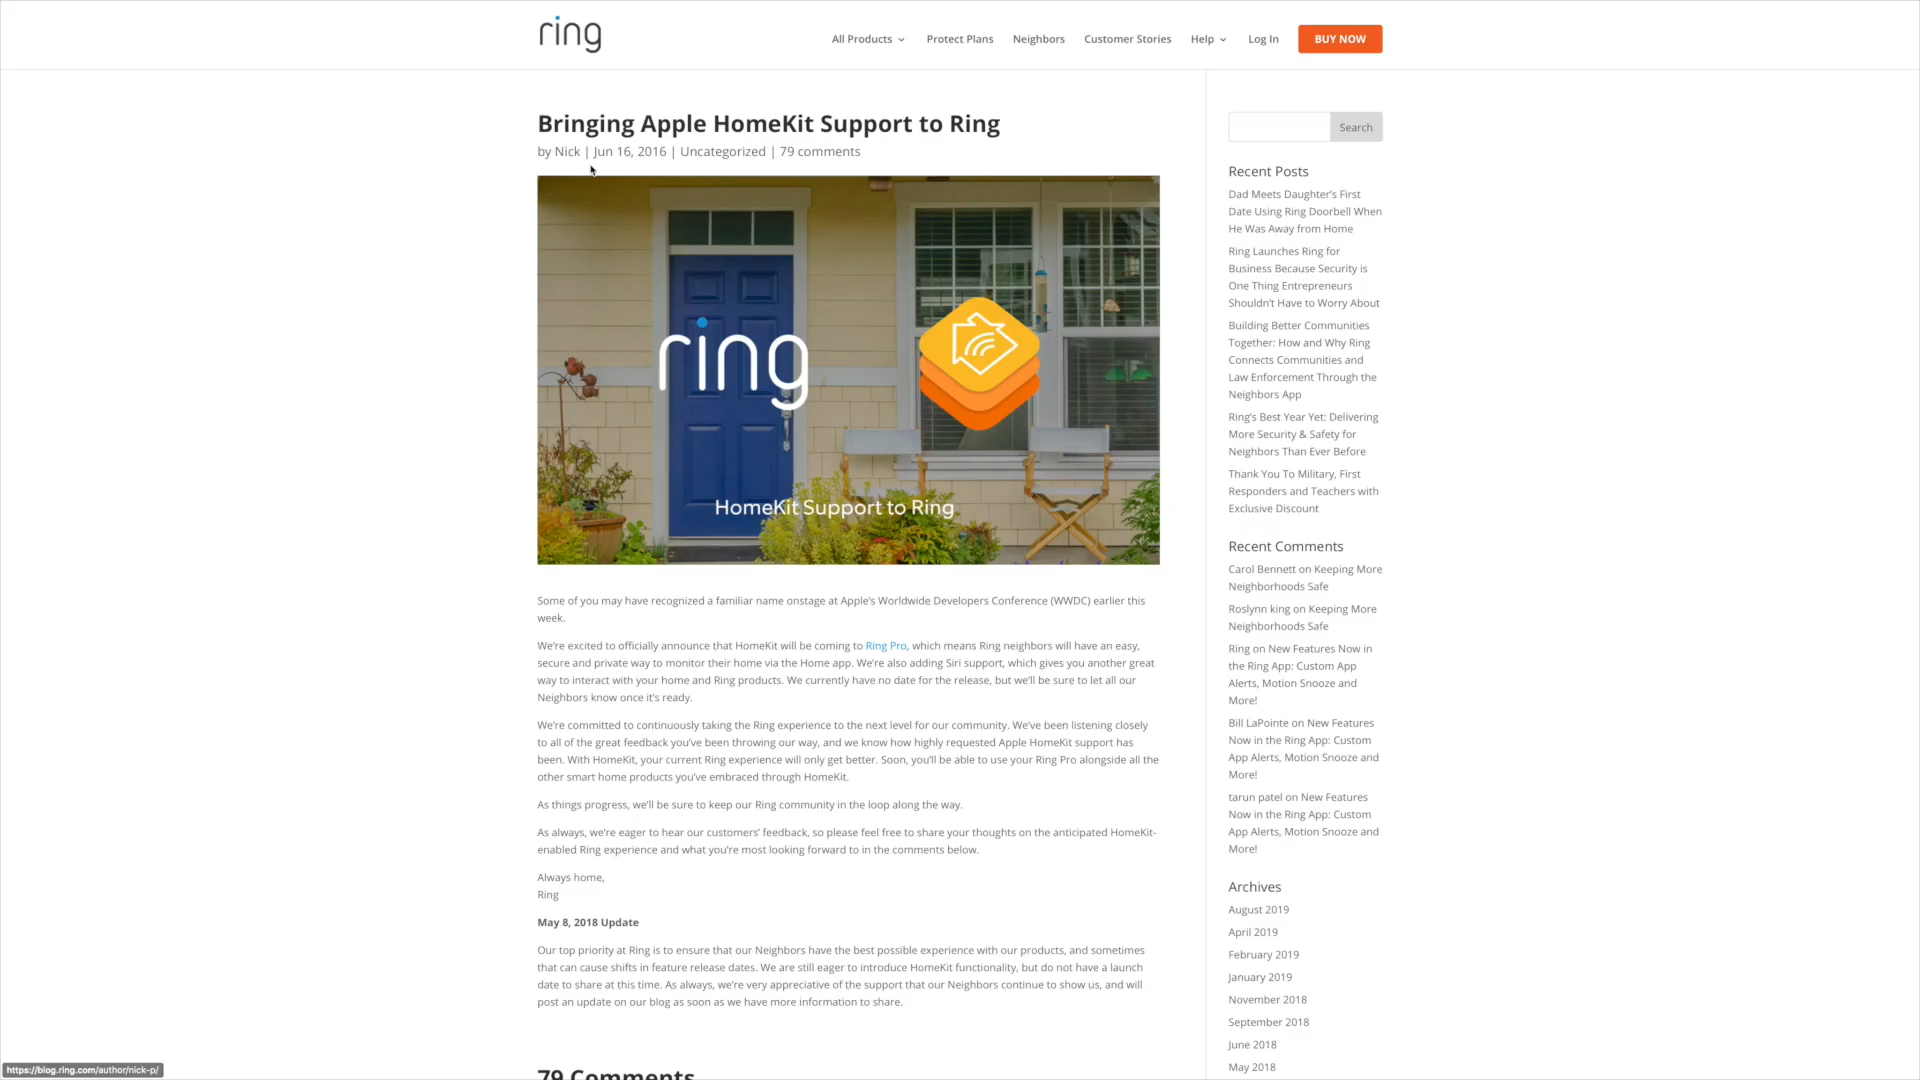 ring
All Products
Protect Plans
Neighbors
Customer Stories
Help
Log In
BUY NOW
Bringing Apple HomeKit Support to Ring
by Nick | Jun 16, 2016 | Uncategorized | 79 comments
ring
HomeKit Support to Ring
Some of you may have recognized a familiar name onstage at Apple's Worldwide Developers Conference (WWDC) earlier this
week.
We're excited to officially announce that HomeKit will be coming to Ring Pro, which means Ring neighbors will have an easy,
secure and private way to monitor their home via the Home app. We're also adding Siri support, which gives you another great
way to interact with your home and Ring products. We currently have no date for the release, but we'll be sure to let all our
Neighbors know once it's ready.
We're committed to continuously taking the Ring experience to the next level for our community. We've been listening closely
to all of the great feedback you've been throwing our way, and we know how highly requested Apple HomeKit support has
been. With HomeKit, your current Ring experience will only get better. Soon, you'll be able to use your Ring Pro alongside all the
other smart home products you've embraced through HomeKit.
As things progress, we'll be sure to keep our Ring community in the loop along the way.
As always, we're eager to hear our customers' feedback, so please feel free to share your thoughts on the anticipated HomeKit-
enabled Ring experience and what you're most looking forward to in the comments below.
Always home,
Ring
May 8, 2018 Update
Our top priority at Ring is to ensure that our Neighbors have the best possible experience with our products, and sometimes
that can cause shifts in feature release dates. We are still eager to introduce HomeKit functionality, but do not have a launch
date to share at this time. As always, we're very appreciative of the support that our Neighbors continue to show us, and will
post an update on our blog as soon as we have more information to share.
79 Comments
Search
Recent Posts
Dad Meets Daughter's First
Date Using Ring Doorbell When
He Was Away from Home
Ring Launches Ring for
Business Because Security is
One Thing Entrepreneurs
Shouldn't Have to Worry About
Building Better Communities
Together: How and Why Ring
Connects Communities and
Law Enforcement Through the
Neighbors App
Ring's Best Year Yet: Delivering
More Security & Safety for
Neighbors Than Ever Before
Thank You To Military, First
Responders and Teachers with
Exclusive Discount
Recent Comments
Carol Bennett on Keeping More
Neighborhoods Safe
Roslynn king on Keeping More
Neighborhoods Safe
Ring on New Features Now in
the Ring App: Custom App
Alerts, Motion Snooze and
More!
Bill LaPointe on New Features
Now in the Ring App: Custom
App Alerts, Motion Snooze and
More!
tarun patel on New Features
Now in the Ring App: Custom
App Alerts, Motion Snooze and
More!
Archives
August 2019
April 2019
February 2019
January 2019
November 2018
September 2018
June 2018
May 2018
https://blog.ring.com/author/nick-p/